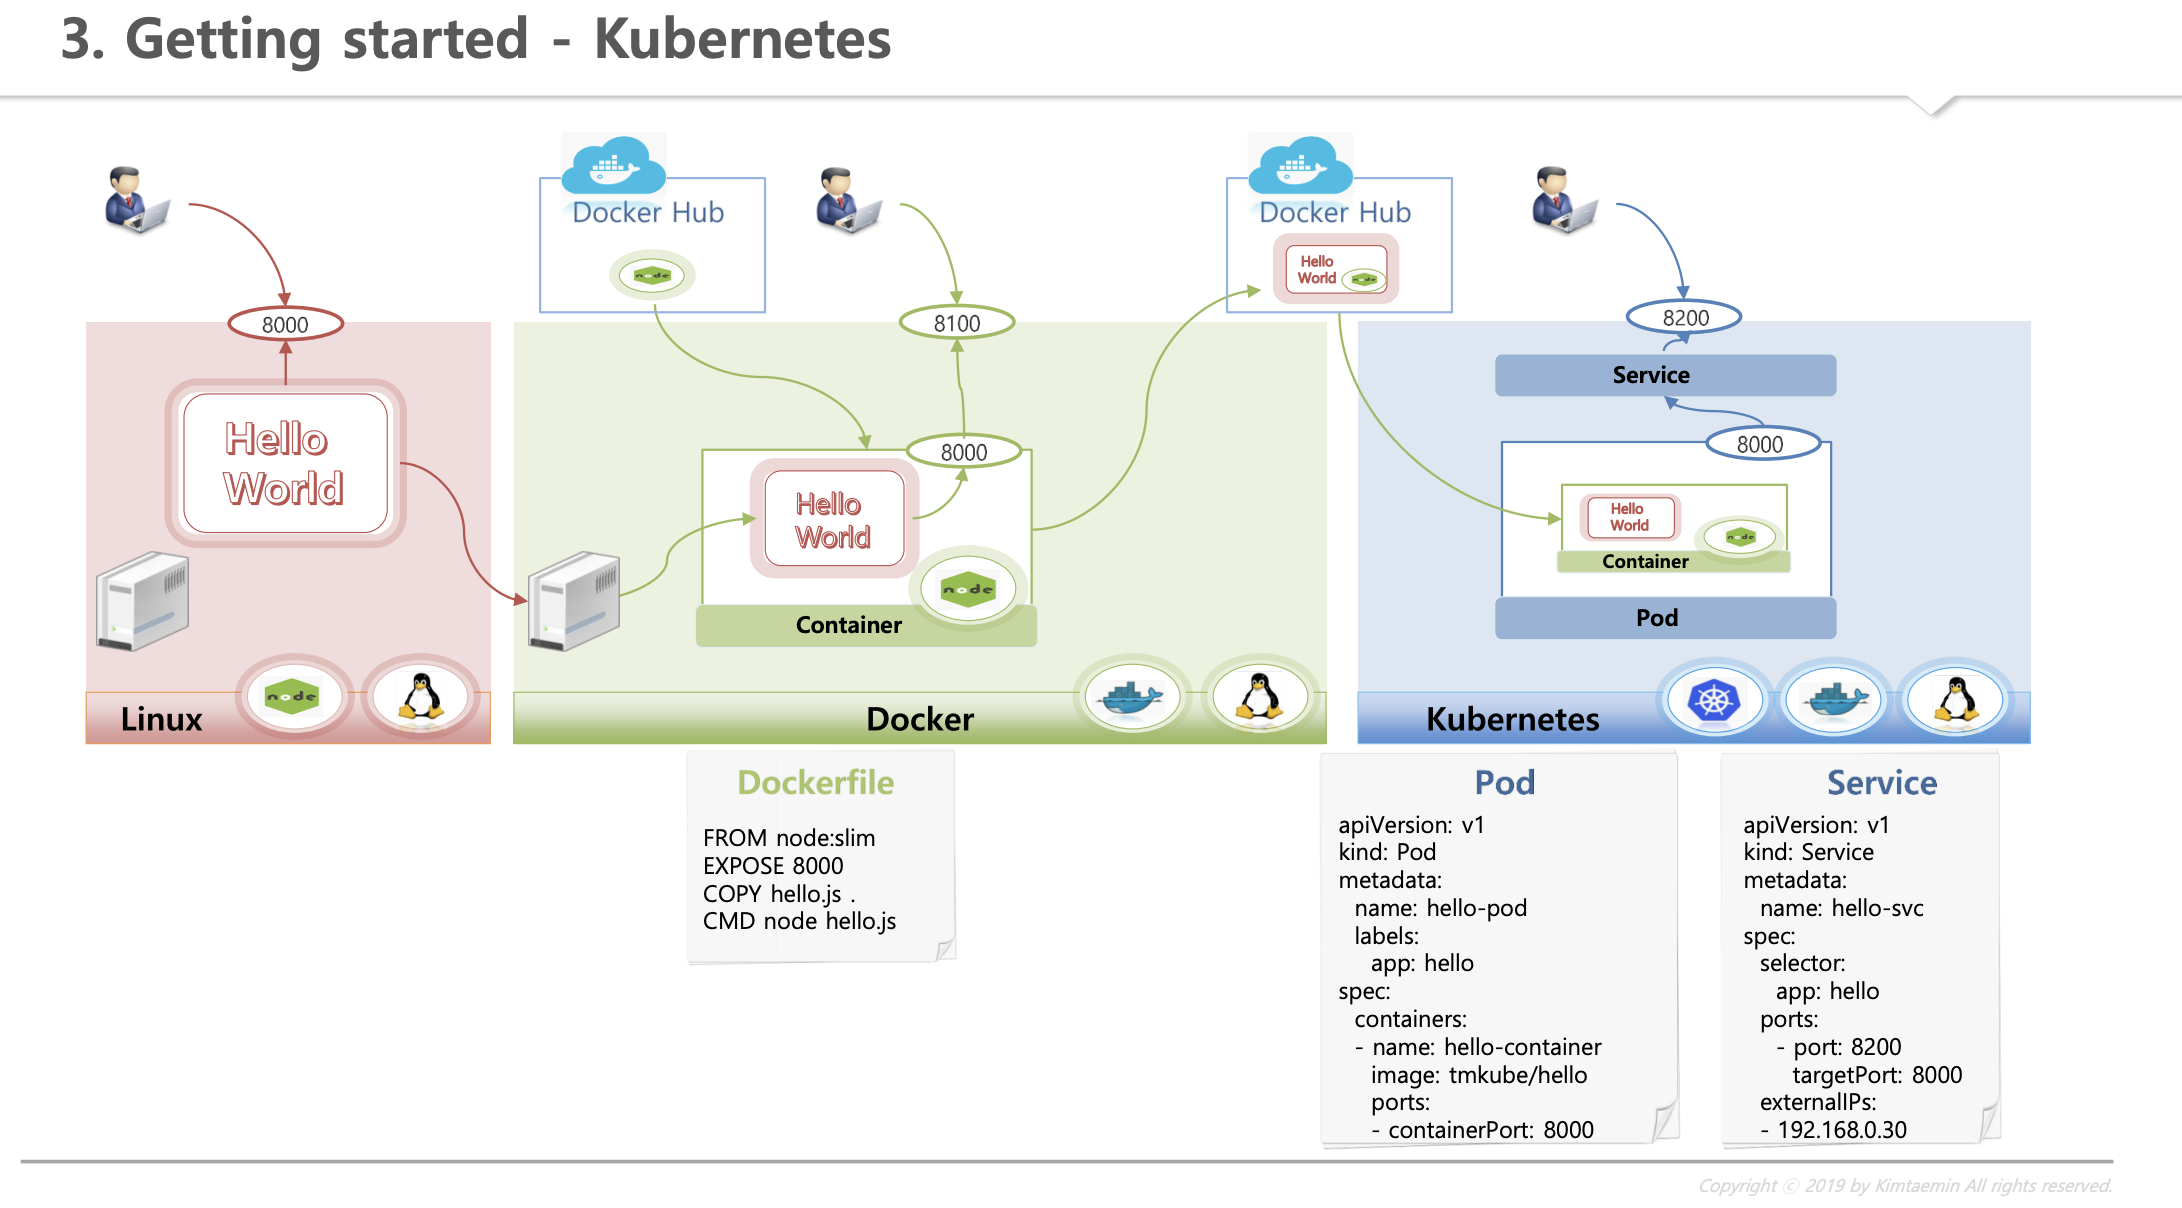 3. Getting started - Kubernetes
Docker Hub
node
8000
Hello
World
Linux
node
8100
8000
Hello
World
node
Container
Docker
Docker Hub
Hello
World
node
8200
Service
8000
Hello
World
node
Container
Pod
Kubernetes
Dockerfile
FROM node:slim
EXPOSE 8000
COPY hello.js .
CMD node hello.js
Pod
apiVersion: v1
kind: Pod
metadata:
name: hello-pod
labels:
app: hello
spec:
containers:
- name: hello-container
image: tmkube/hello
ports:
- containerPort: 8000
Service
apiVersion: v1
kind: Service
metadata:
name: hello-svc
spec:
selector:
app: hello
ports:
- port: 8200
targetPort: 8000
externalIPs:
- 192.168.0.30
Copyright ⓒ 2019 by Kimtaemin All rights reserved.